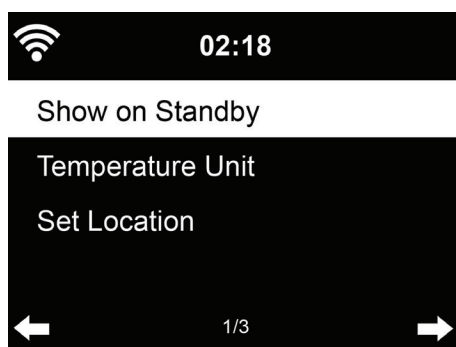 02:18
Show on Standby
Temperature Unit
Set Location
1/3